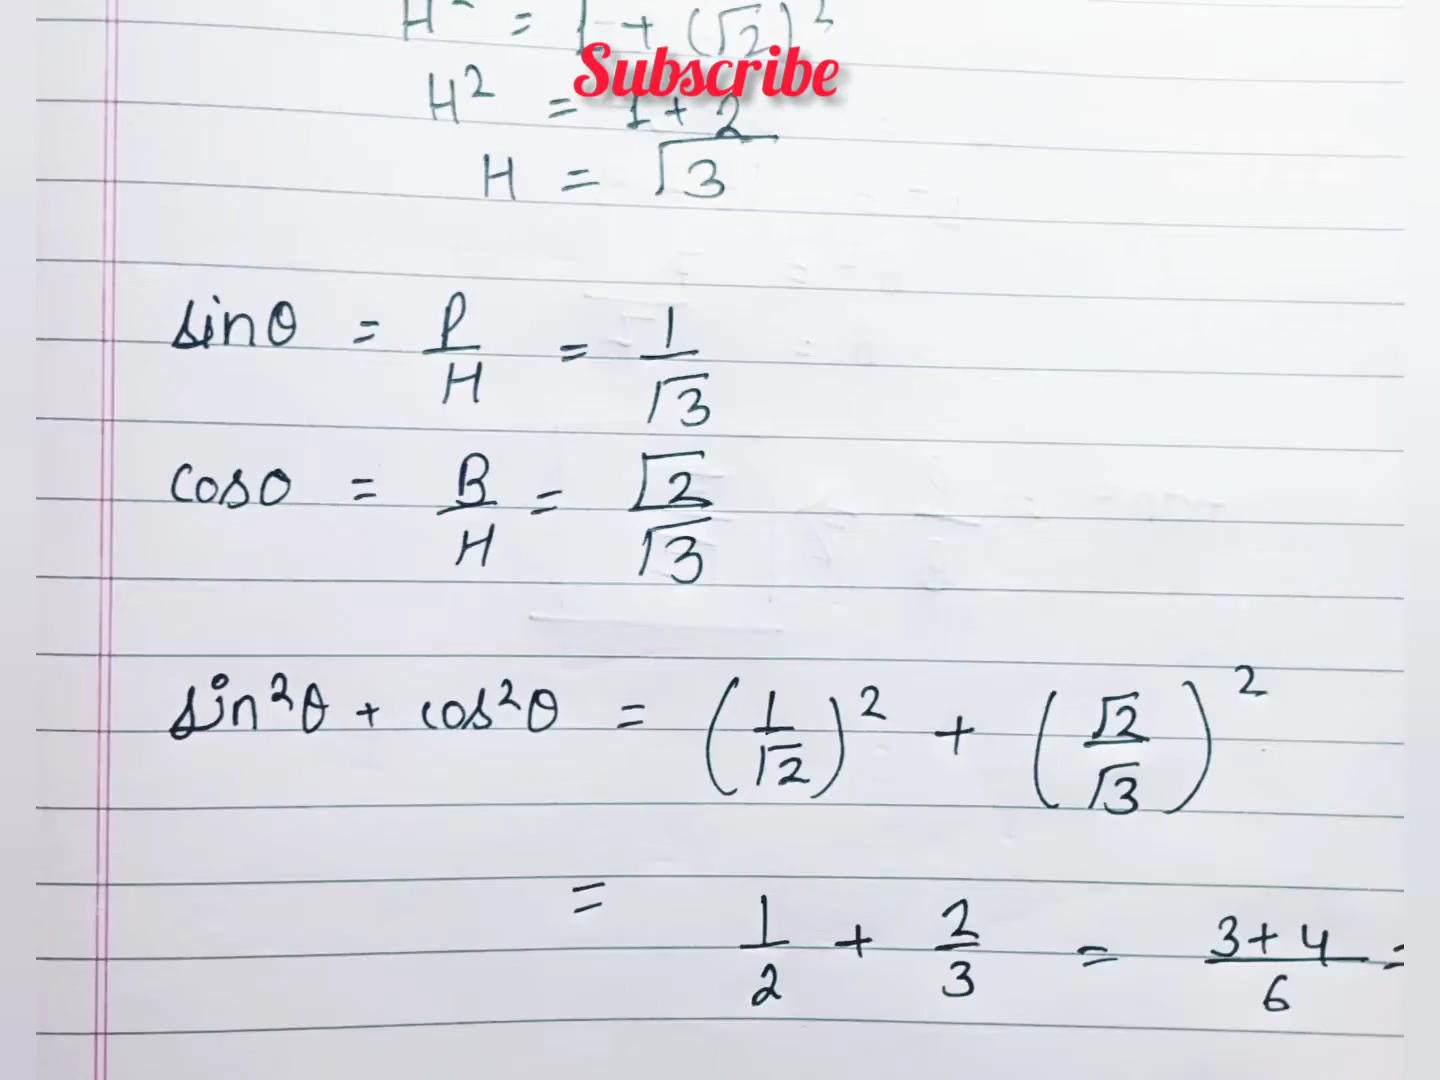 H² = 1 + (√2)²
Subscribe
H² = 1 + 2
H = √3
sinθ = P/H = 1/√3
cosθ = B/H = √2/√3
sin²θ + cos²θ = (1/√2)² + (√2/√3)²
= 1/2 + 2/3 = (3+4)/6 =